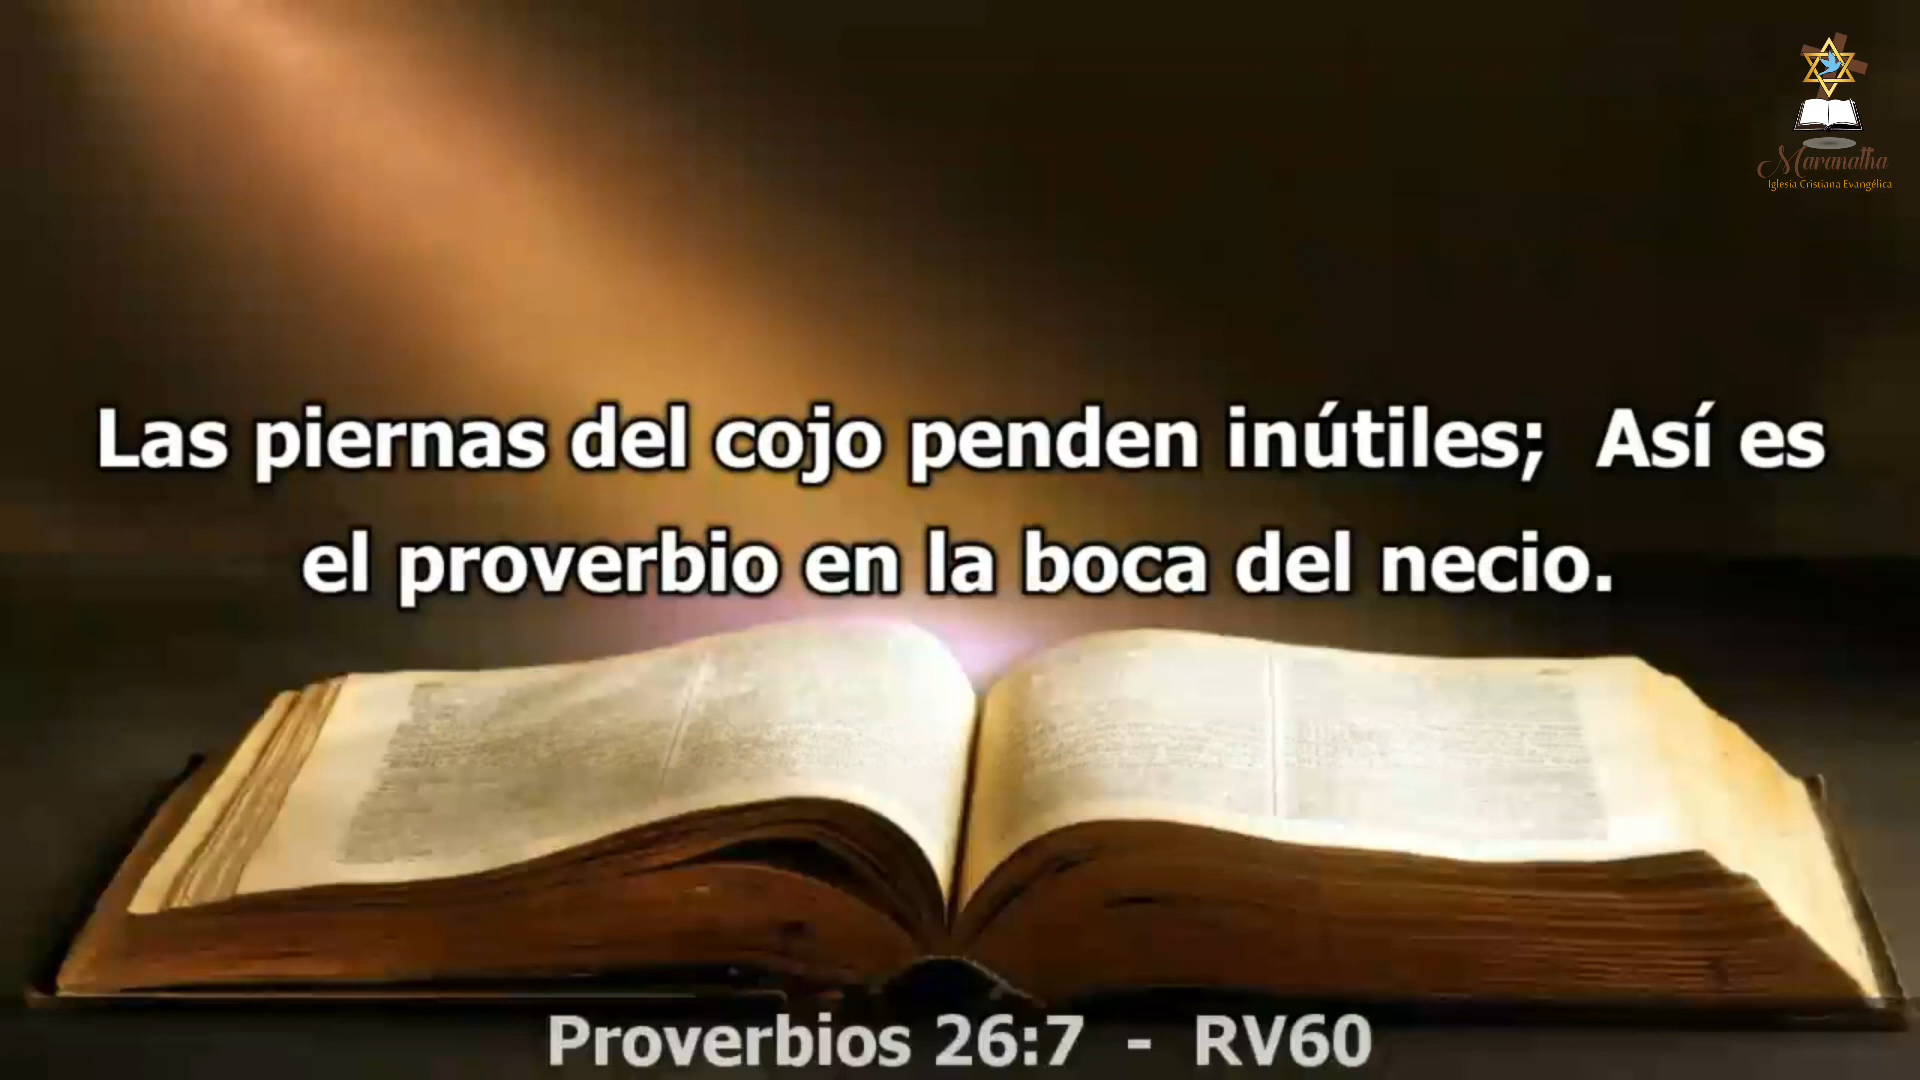 Maranatha
Iglesia Cristiana Evangélica
Las piernas del cojo penden inútiles;  Así es
el proverbio en la boca del necio.
Proverbios 26:7  -  RV60